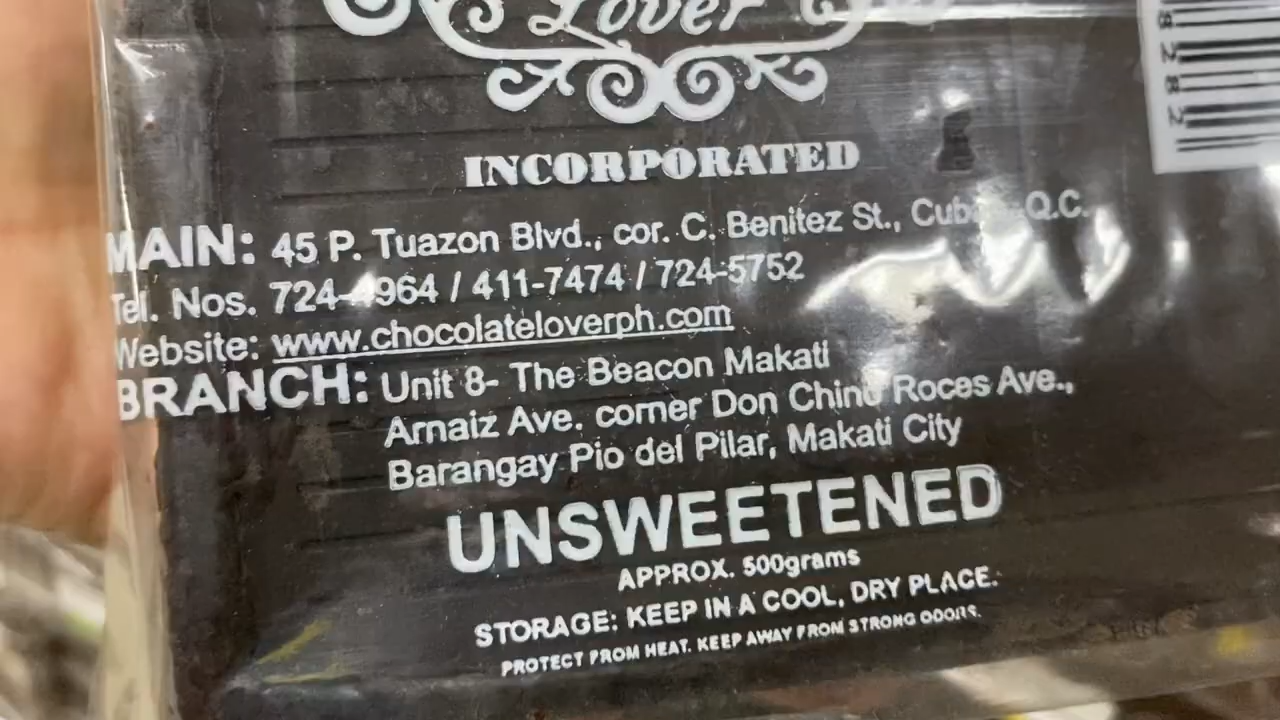 Lover
INCORPORATED
MAIN: 45 P. Tuazon Blvd., cor. C. Benitez St., Q.C.
Tel. Nos. 724-4964 / 411-7474 / 724-5752
Website: www.chocolateloverph.com
BRANCH: Unit 8- The Beacon Makati
Arnaiz Ave. corner Don Chino Roces Ave.,
Barangay Pio del Pilar, Makati City
UNSWEETENED
APPROX. 500grams
STORAGE: KEEP IN A COOL, DRY PLACE.
PROTECT FROM HEAT. KEEP AWAY FROM STRONG ODORS.